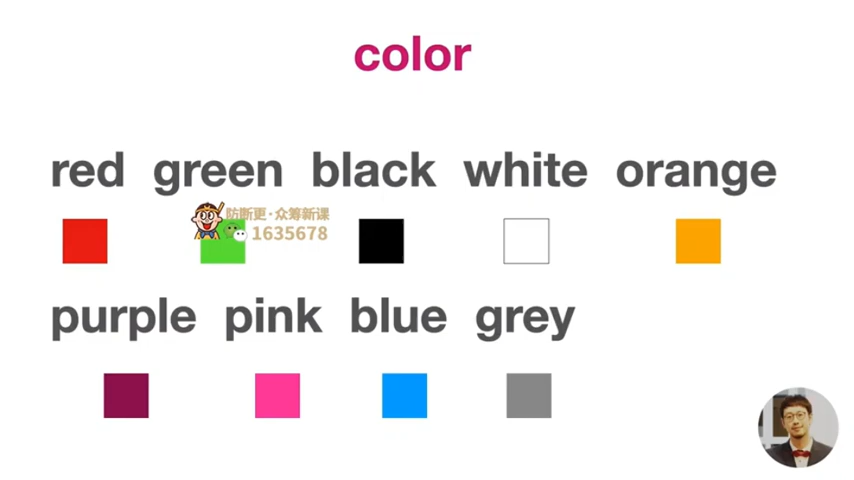 color
red green black white orange
防断更·众筹新课
1635678
purple pink blue grey